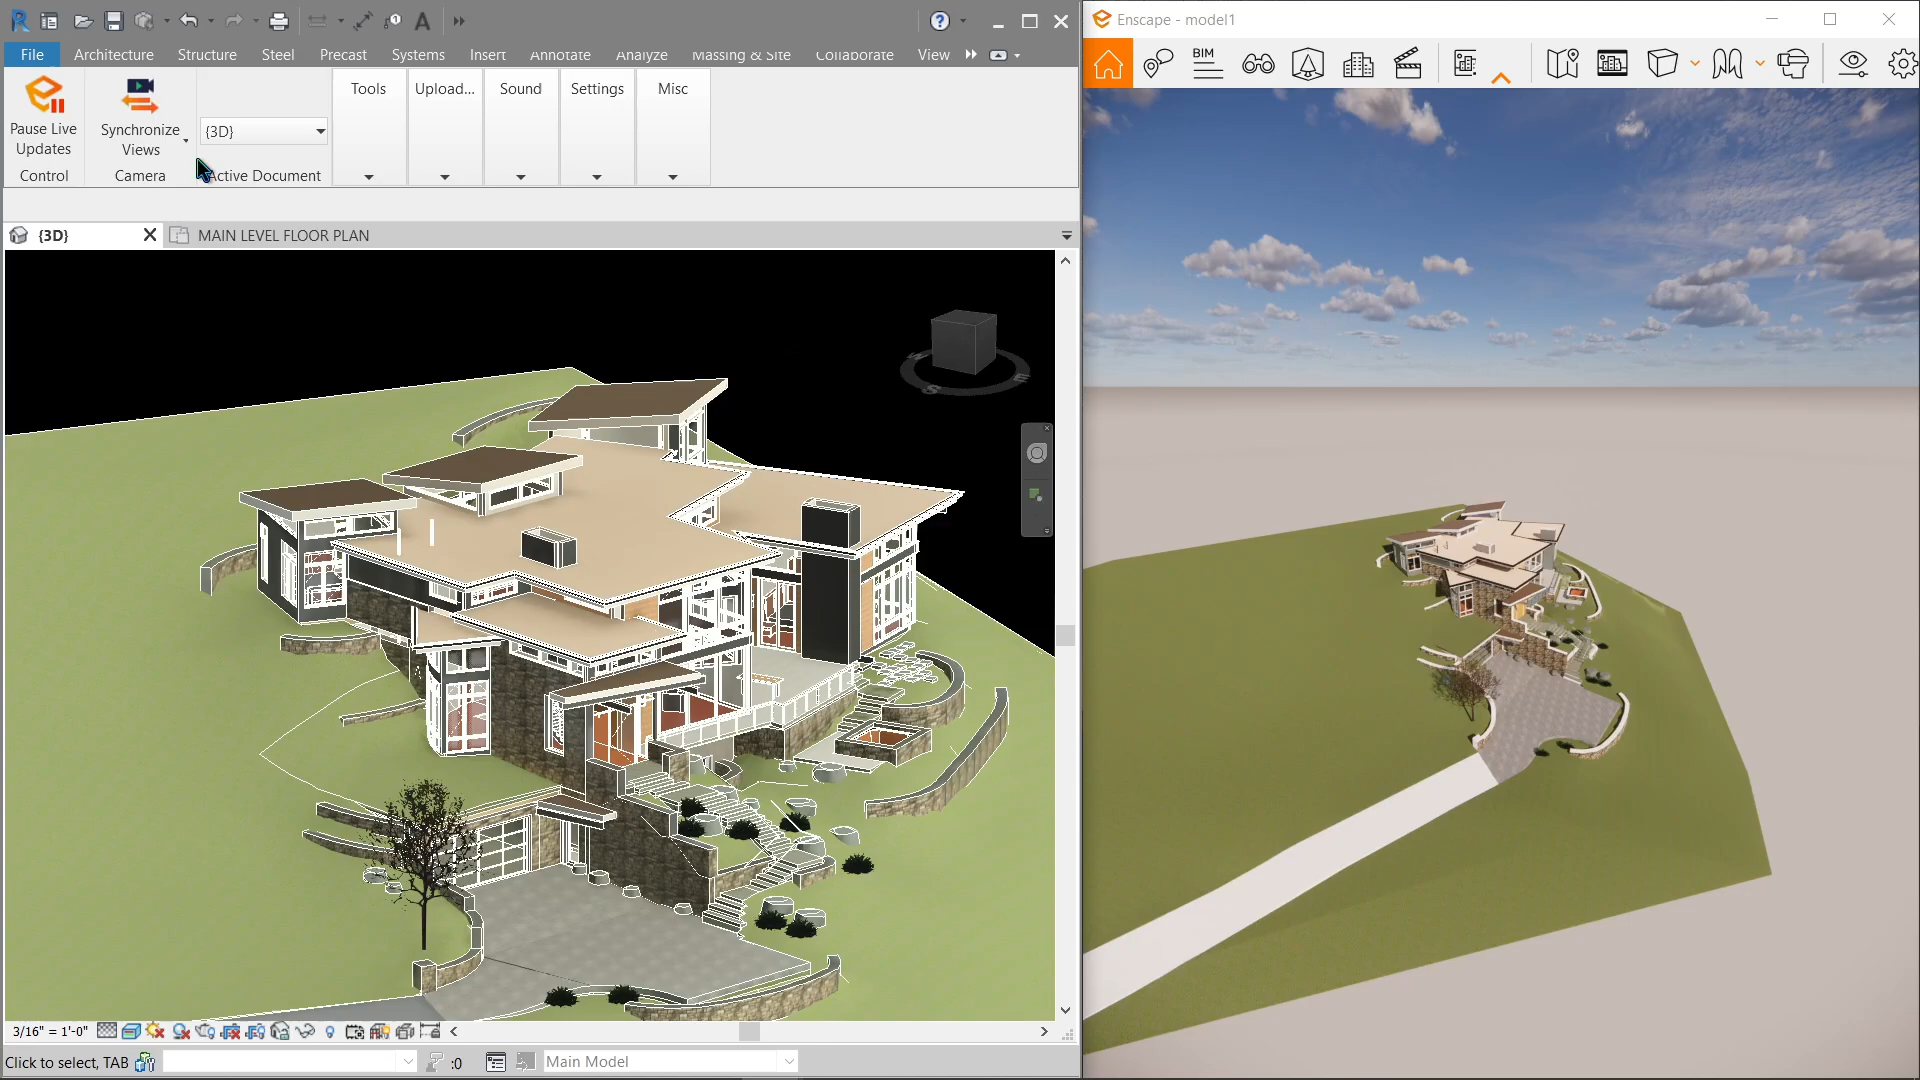 Enscape - model1
File Architecture Structure Steel Precast Systems Insert Annotate Analyze Massing & Site Collaborate View
BIM
Tools Upload... Sound Settings Misc
Pause Live Updates
Synchronize Views
{3D}
Control Camera Active Document
{3D} MAIN LEVEL FLOOR PLAN
W S E
3/16" = 1'-0"
Click to select, TAB :0 Main Model